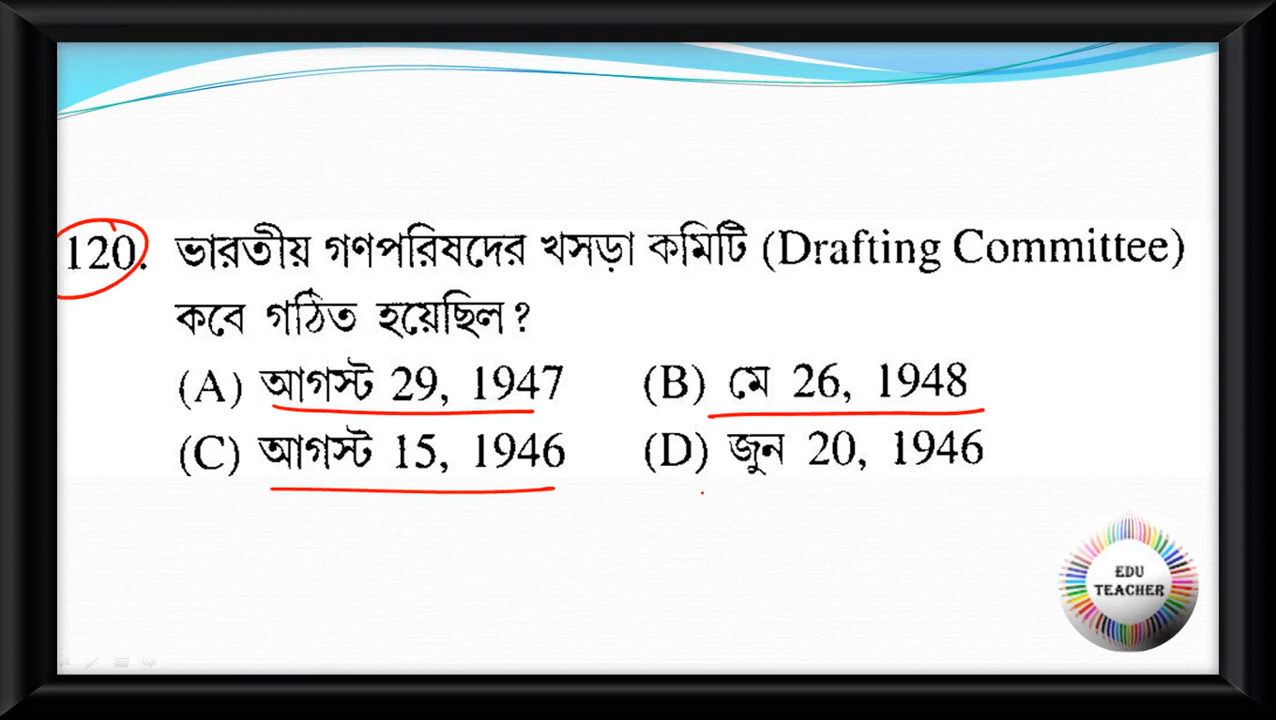 120. ভারতীয় গণপরিষদের খসড়া কমিটি (Drafting Committee)
কবে গঠিত হয়েছিল?
(A) আগস্ট 29, 1947 (B) মে 26, 1948
(C) আগস্ট 15, 1946 (D) জুন 20, 1946
EDU
TEACHER